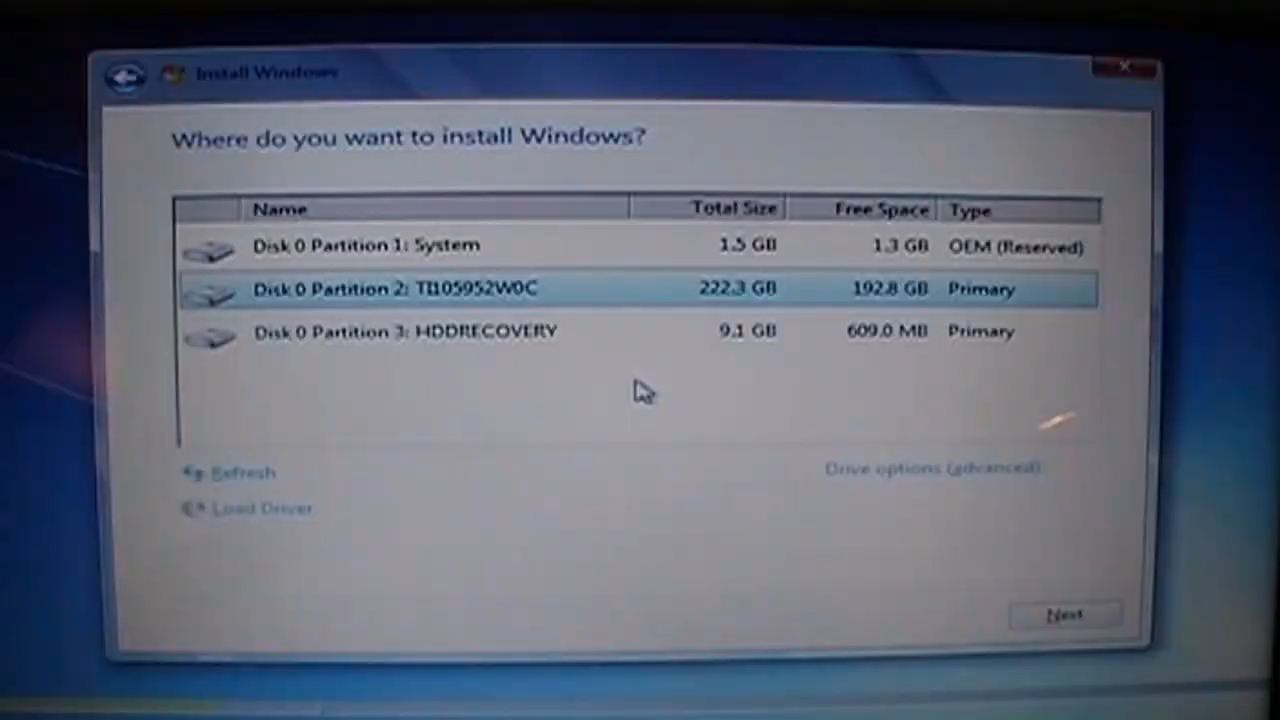 Install Windows
Where do you want to install Windows?
Name Total Size Free Space Type
Disk 0 Partition 1: System 1.5 GB 1.3 GB OEM (Reserved)
Disk 0 Partition 2: TI105952W0C 222.3 GB 192.8 GB Primary
Disk 0 Partition 3: HDDRECOVERY 9.1 GB 609.0 MB Primary
Refresh Drive options (advanced)
Load Driver
Next